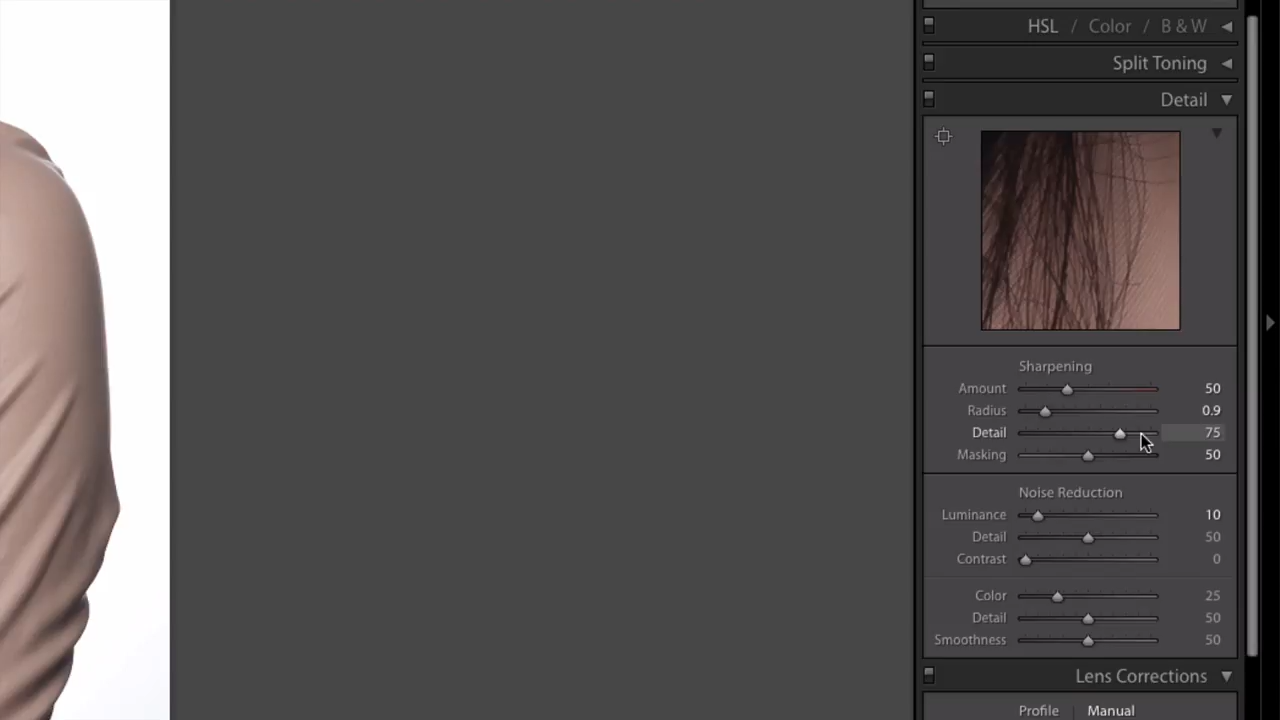 HSL / Color / B & W
Split Toning
Detail
Sharpening
Amount 50
Radius 0.9
Detail 75
Masking 50
Noise Reduction
Luminance 10
Detail 50
Contrast 0
Color 25
Detail 50
Smoothness 50
Lens Corrections
Profile | Manual